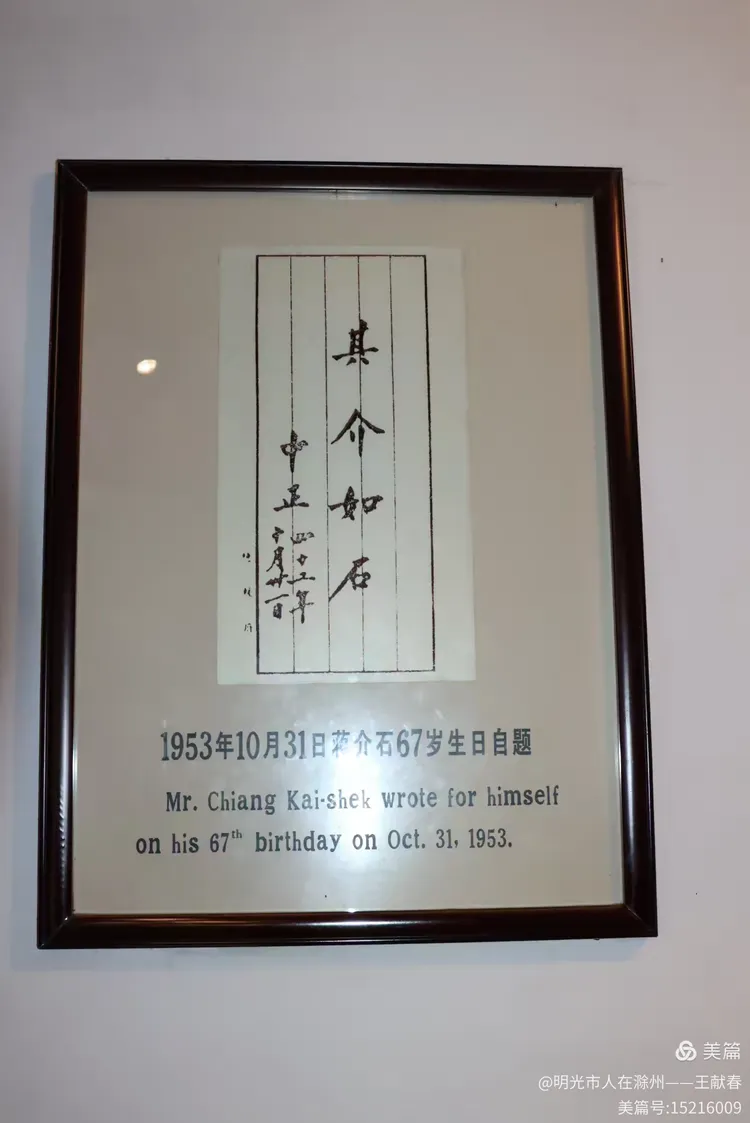 其介如石
中正
四十二年
十月卅一日
1953年10月31日蒋介石67岁生日自题
Mr. Chiang Kai-shek wrote for himself
on his 67th birthday on Oct. 31, 1953.
美篇
@明光市人在滁州——王献春
美篇号:15216009